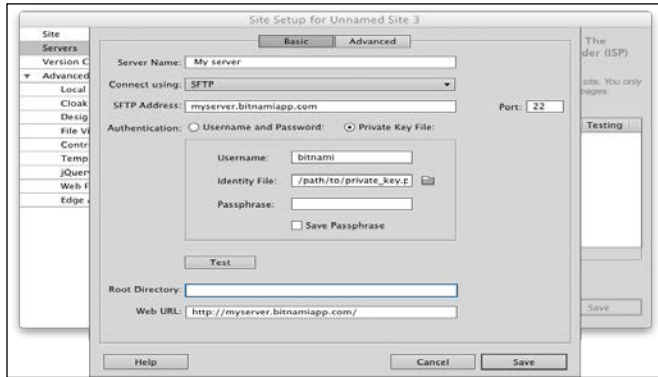 Site Setup for Unnamed Site 3
Site
Servers
Version C
Advanced
Local
Cloak
Desig
File Vi
Contr
Temp
jQuer
Web F
Edge
Basic
Advanced
Server Name: My server
Connect using: SFTP
SFTP Address: myserver.bitnamiapp.com
Port: 22
Authentication: Username and Password: Private Key File:
Username: bitnami
Identity File: /path/to/private_key.p
Passphrase:
Save Passphrase
Test
Root Directory:
Web URL: http://myserver.bitnamiapp.com/
Help
Cancel
Save
The
der (ISP)
site. You only
pages.
Testing
Save